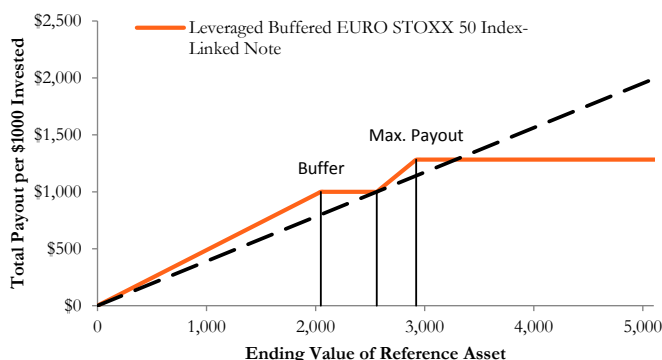 $2,500
$2,000
$1,500
$1,000
$500
$0
Total Payout per $1000 Invested
Leveraged Buffered EURO STOXX 50 Index-
Linked Note
Max. Payout
Buffer
0
1,000
2,000
3,000
4,000
5,000
Ending Value of Reference Asset